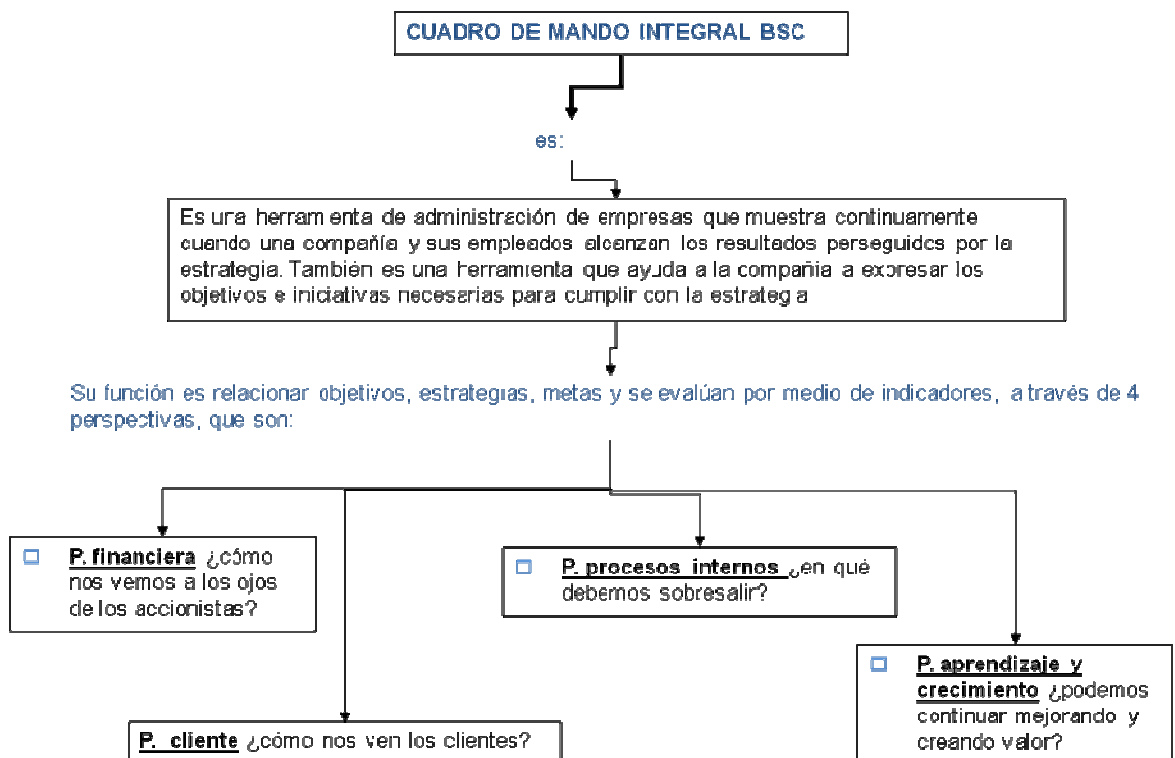 CUADRO DE MANDO INTEGRAL BSC
es:
Es una herramienta de administración de empresas que muestra continuamente
cuando una compañía y sus empleados alcanzan los resultados perseguidos por la
estrategia. También es una herramienta que ayuda a la compañía a expresar los
objetivos e iniciativas necesarias para cumplir con la estrategia
Su función es relacionar objetivos, estrategias, metas y se evalúan por medio de indicadores, a través de 4
perspectivas, que son:
P. financiera ¿cómo
nos vemos a los ojos
de los accionistas?
P. procesos internos ¿en qué
debemos sobresalir?
P. aprendizaje y
crecimiento ¿podemos
continuar mejorando y
creando valor?
P. cliente ¿cómo nos ven los clientes?